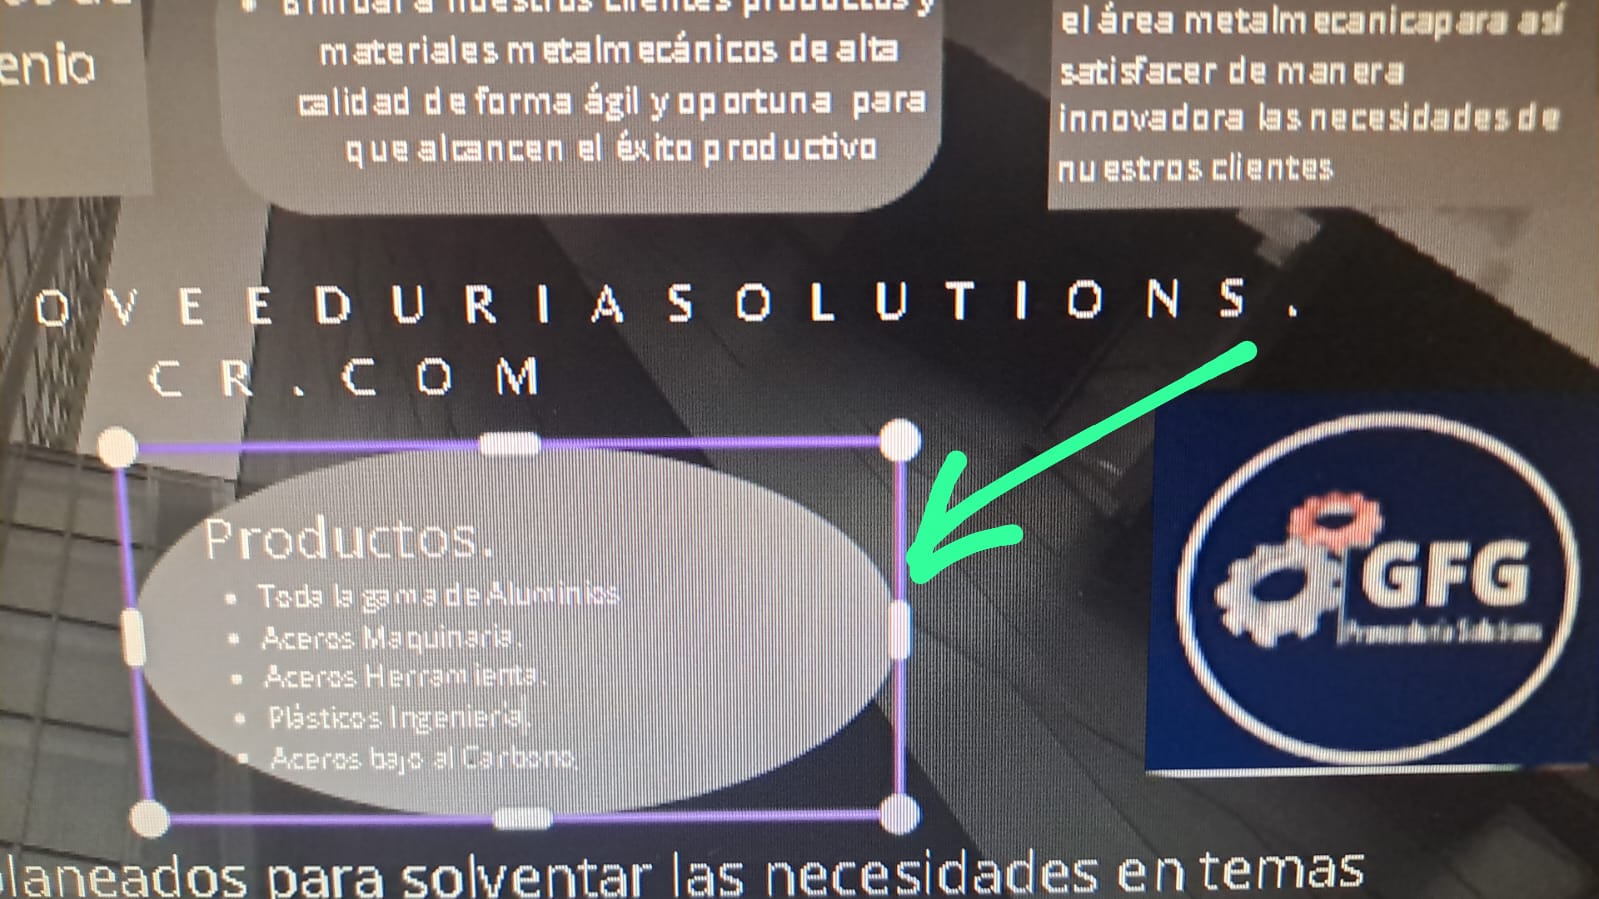 enio
Brindar a nuestros clientes productos y
materiales metalmecánicos de alta
calidad de forma ágil y oportuna para
que alcancen el éxito productivo
el área metalmecanicapara así
satisfacer de manera
innovadora las necesidades de
nuestros clientes
OVEEDURIASOLUTIONS.
CR.COM
Productos.
• Toda la gama de Aluminios
• Aceros Maquinaria.
• Aceros Herramienta.
• Plásticos Ingeniería.
• Aceros bajo al Carbono.
GFG
Proveeduría Solutions
planeados para solventar las necesidades en temas